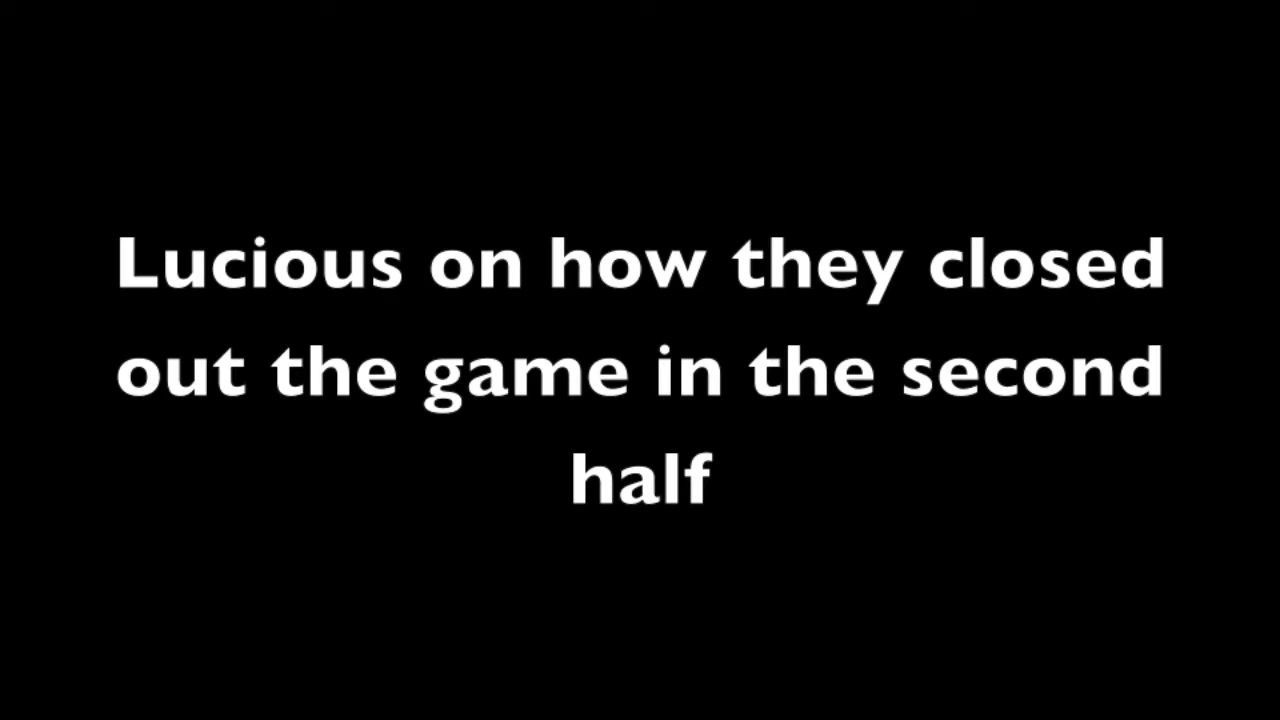 Lucious on how they closed
out the game in the second
half